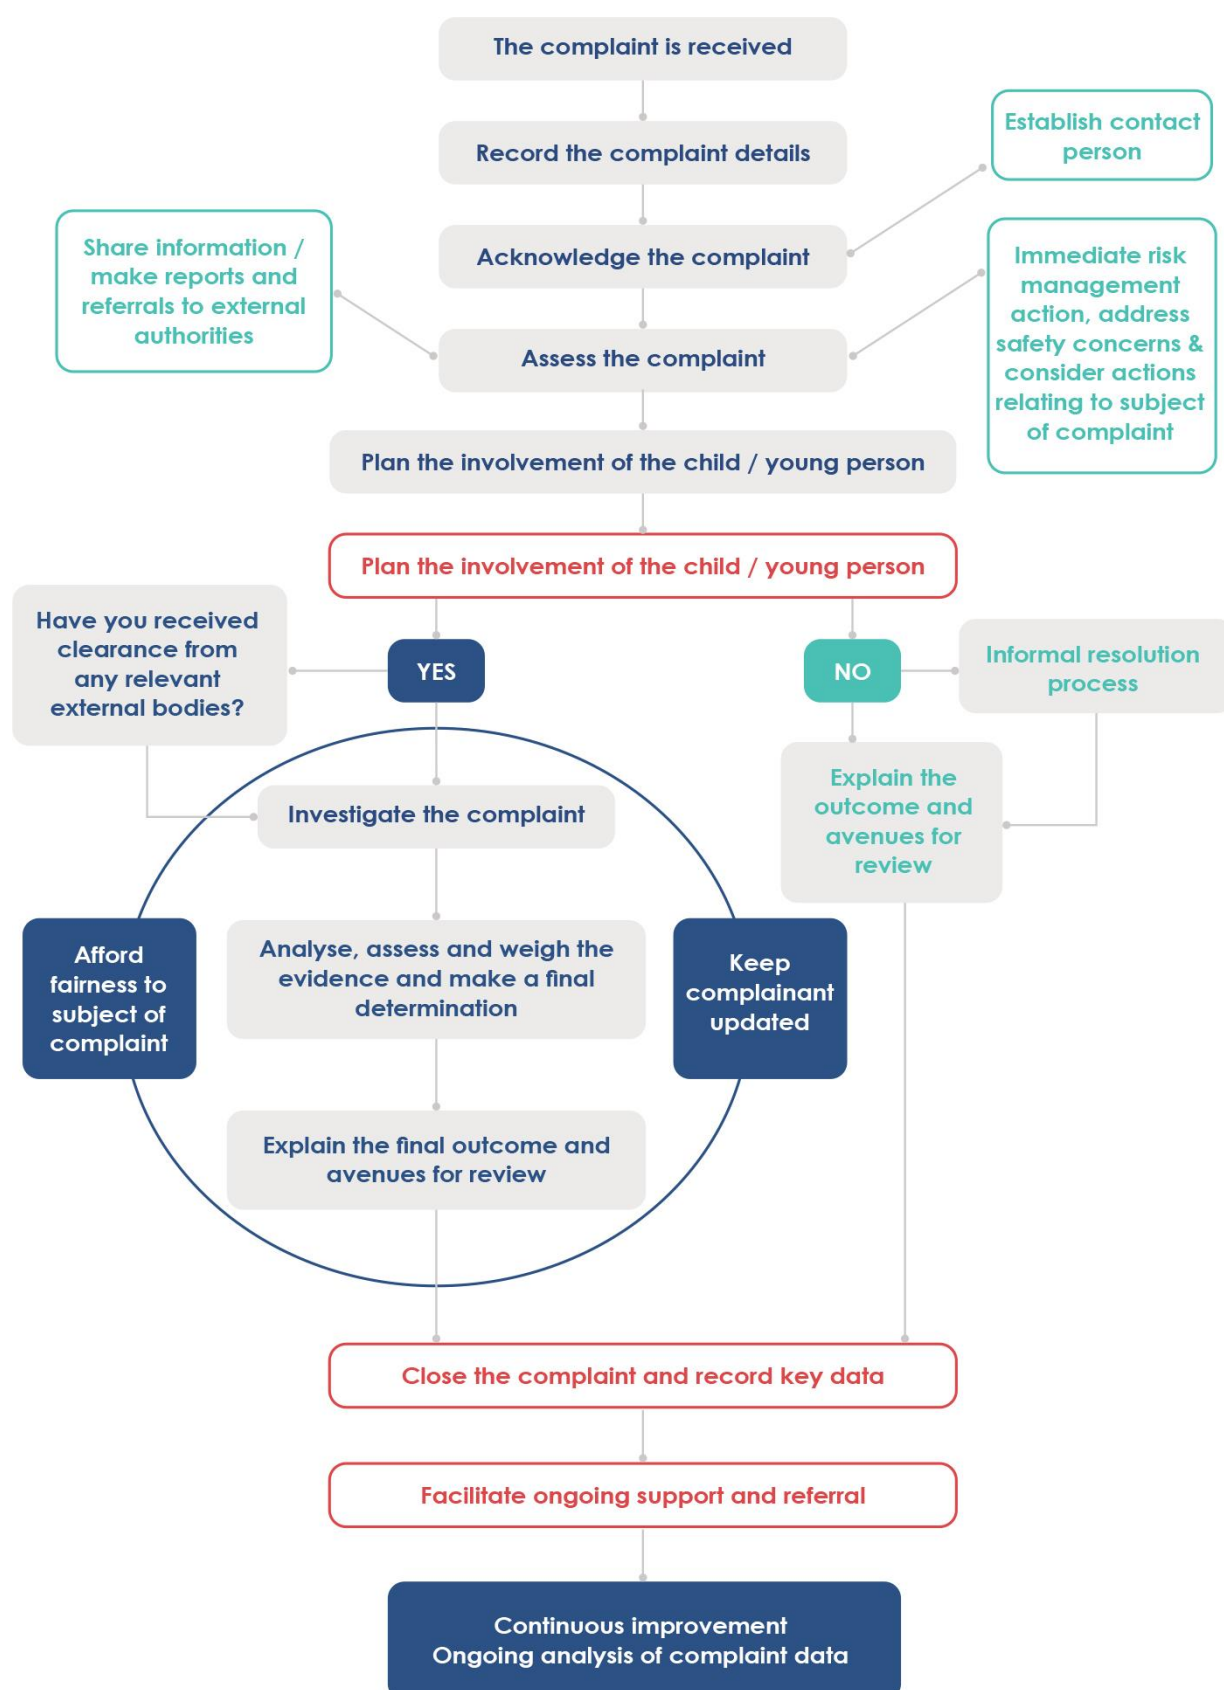 The complaint is received
Record the complaint details
Establish contact
person
Acknowledge the complaint
Share information /
make reports and
referrals to external
authorities
Immediate risk
management
action, address
safety concerns &
consider actions
relating to subject
of complaint
Assess the complaint
Plan the involvement of the child / young person
Plan the involvement of the child / young person
Have you received
clearance from
any relevant
external bodies?
YES
NO
Informal resolution
process
Investigate the complaint
Explain the
outcome and
avenues for
review
Afford
fairness to
subject of
complaint
Analyse, assess and weigh the
evidence and make a final
determination
Keep
complainant
updated
Explain the final outcome and
avenues for review
Close the complaint and record key data
Facilitate ongoing support and referral
Continuous improvement
Ongoing analysis of complaint data